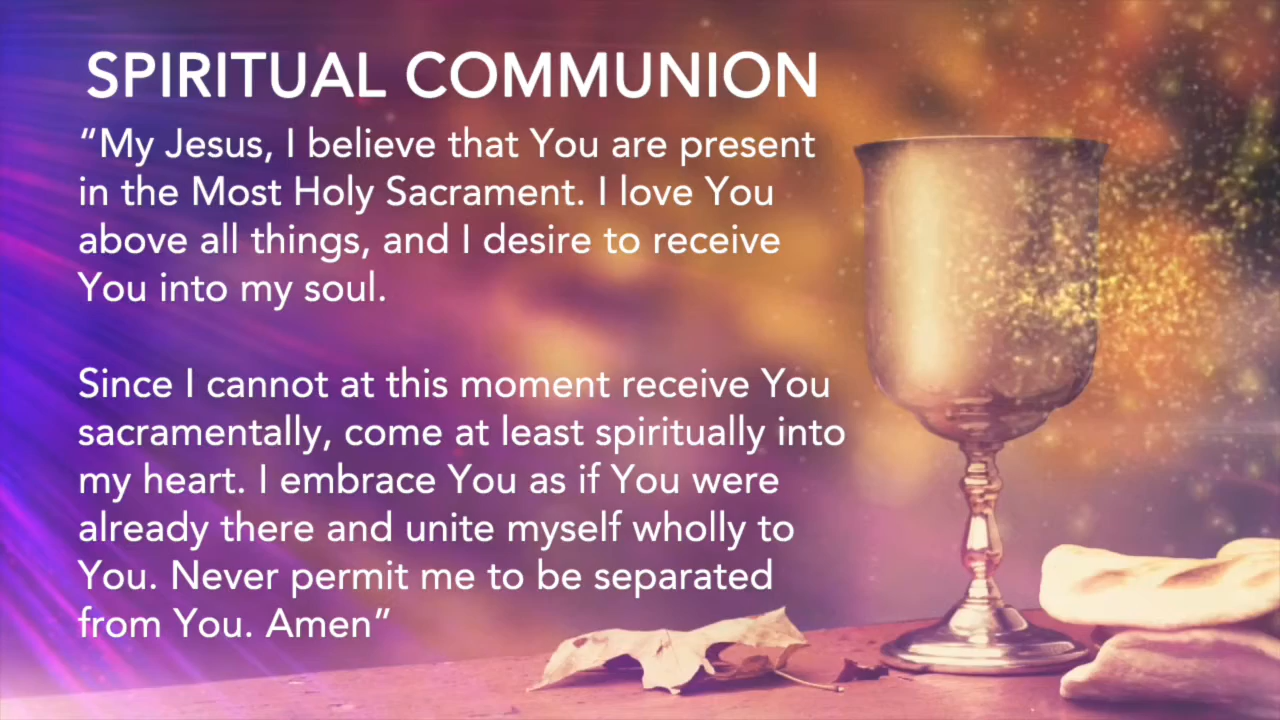 SPIRITUAL COMMUNION
“My Jesus, I believe that You are present
in the Most Holy Sacrament. I love You
above all things, and I desire to receive
You into my soul.
Since I cannot at this moment receive You
sacramentally, come at least spiritually into
my heart. I embrace You as if You were
already there and unite myself wholly to
You. Never permit me to be separated
from You. Amen”